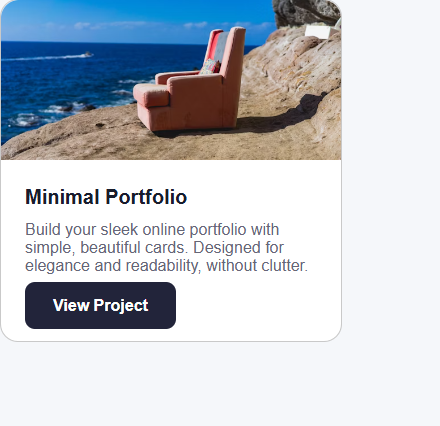 Minimal Portfolio
Build your sleek online portfolio with
simple, beautiful cards. Designed for
elegance and readability, without clutter.
View Project